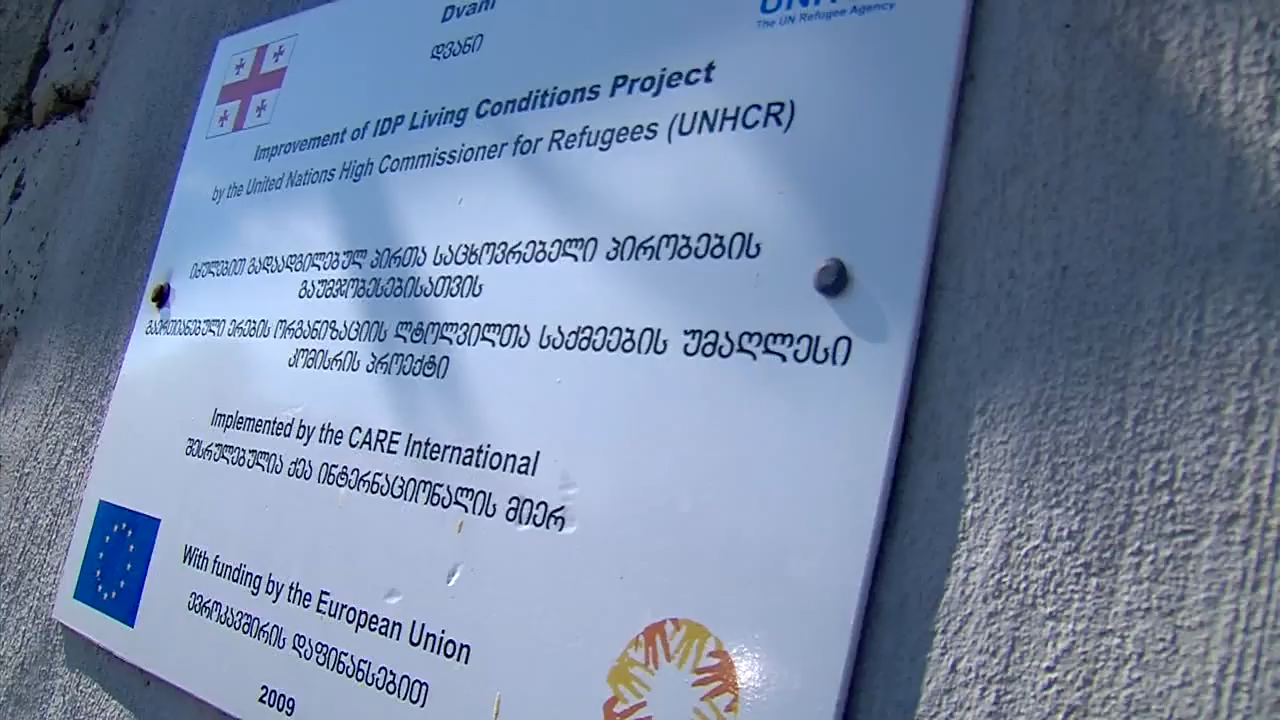 Dvani
დვანი
The UN Refugee Agency
Improvement of IDP Living Conditions Project
by the United Nations High Commissioner for Refugees (UNHCR)
იძულებით გადაადგილებულ პირთა საცხოვრებელი პირობების
გაუმჯობესებისათვის
გაერთიანებული ერების ორგანიზაციის ლტოლვილთა საქმეების უმაღლესი
კომისრის პროექტი
Implemented by the CARE International
შესრულებულია ქეა ინტერნაციონალის მიერ
With funding by the European Union
ევროკავშირის დაფინანსებით
2009